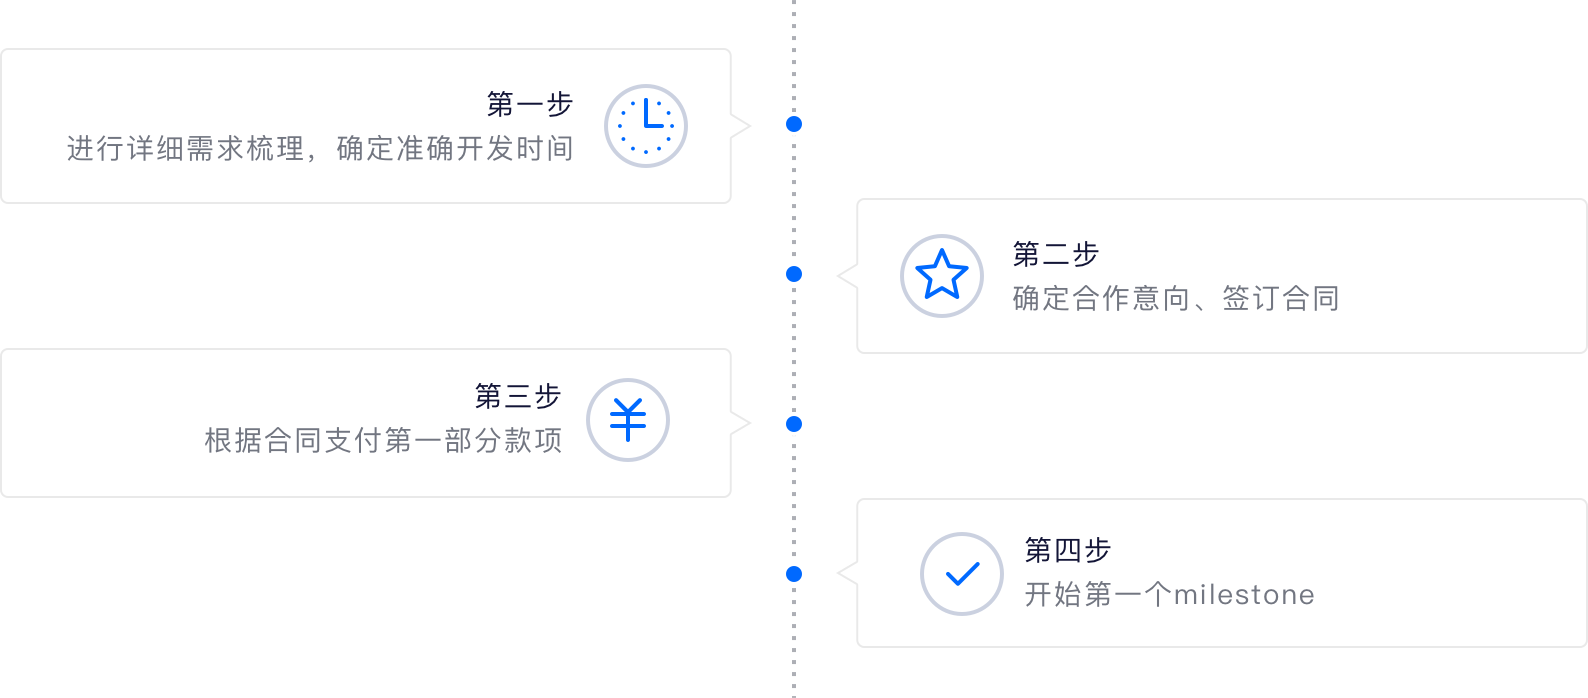 第一步
进行详细需求梳理，确定准确开发时间
第二步
确定合作意向、签订合同
第三步
根据合同支付第一部分款项
第四步
开始第一个milestone